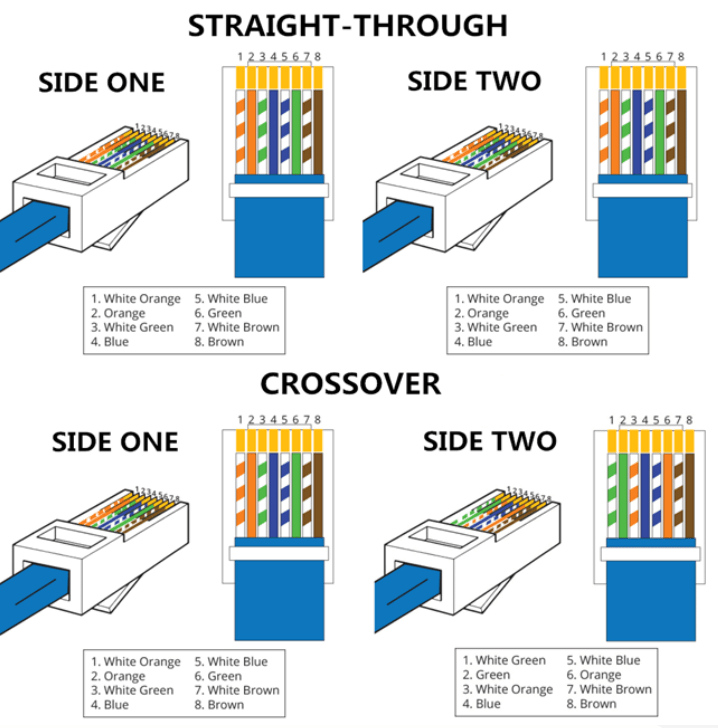 STRAIGHT-THROUGH
SIDE ONE
1 2 3 4 5 6 7 8
12345678
SIDE TWO
1 2 3 4 5 6 7 8
12345678
1. White Orange 5. White Blue
2. Orange 6. Green
3. White Green 7. White Brown
4. Blue 8. Brown
1. White Orange 5. White Blue
2. Orange 6. Green
3. White Green 7. White Brown
4. Blue 8. Brown
CROSSOVER
SIDE ONE
1 2 3 4 5 6 7 8
12345678
SIDE TWO
1 2 3 4 5 6 7 8
12345678
1. White Orange 5. White Blue
2. Orange 6. Green
3. White Green 7. White Brown
4. Blue 8. Brown
1. White Green 5. White Blue
2. Green 6. Orange
3. White Orange 7. White Brown
4. Blue 8. Brown